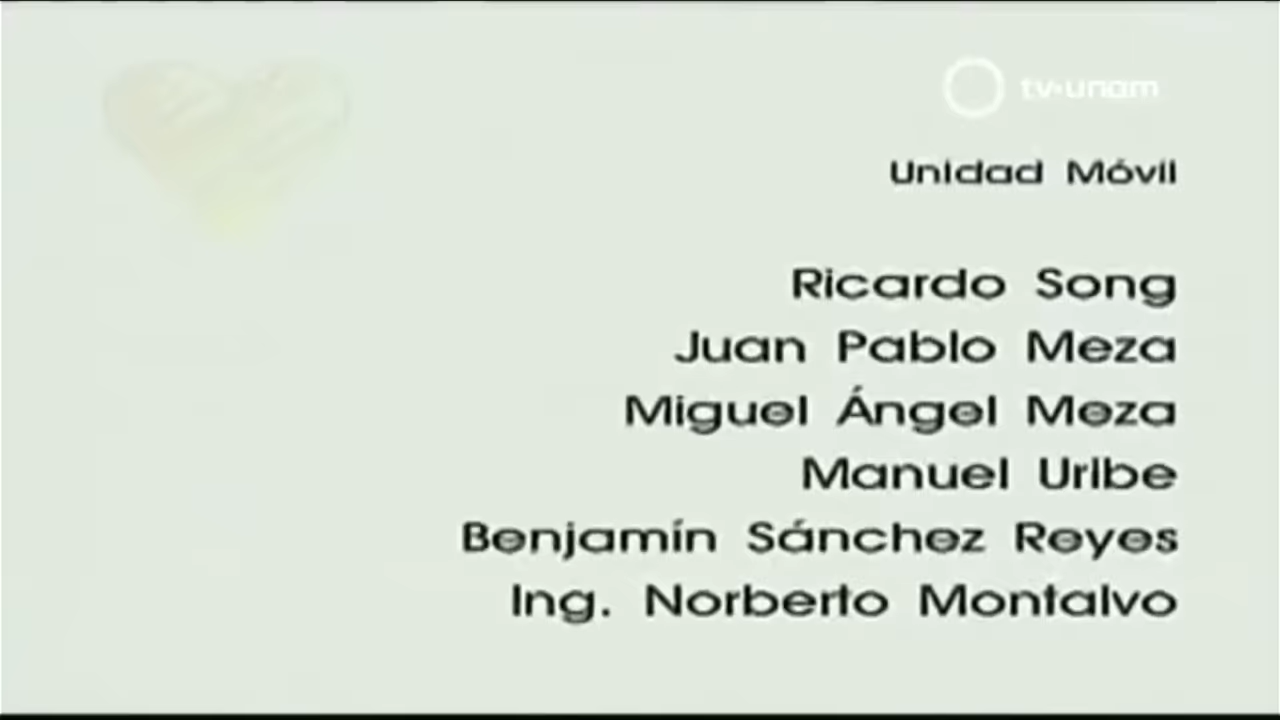 tv·unam
Unidad Móvil
Ricardo Song
Juan Pablo Meza
Miguel Ángel Meza
Manuel Uribe
Benjamín Sánchez Reyes
Ing. Norberto Montalvo